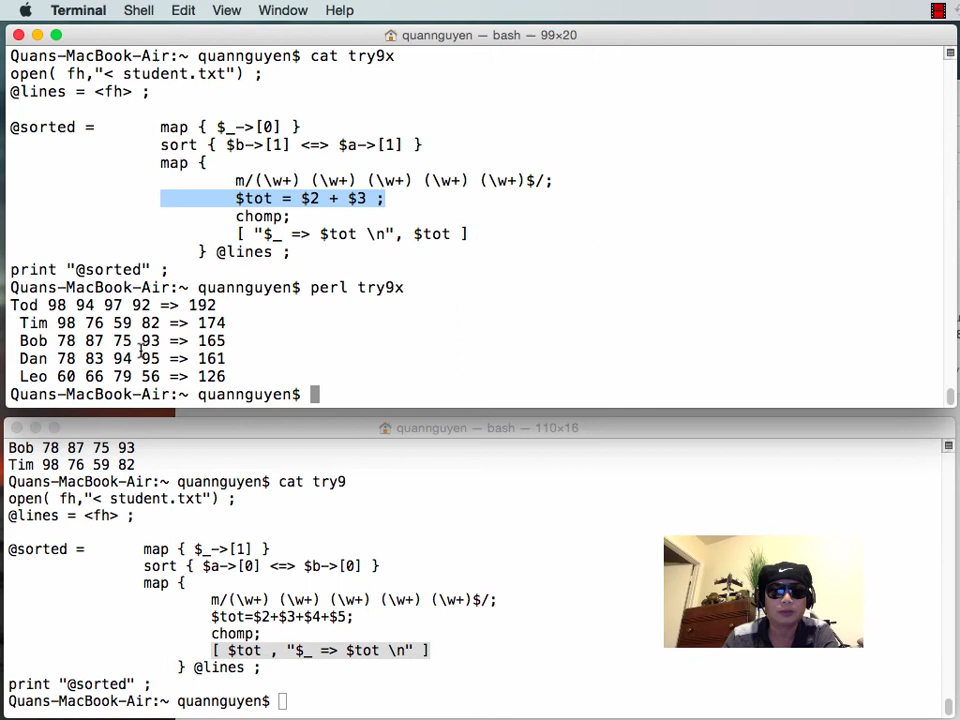 Terminal Shell Edit View Window Help
quannguyen — bash — 99×20
Quans-MacBook-Air:~ quannguyen$ cat try9x
open( fh,"< student.txt") ;
@lines = <fh> ;
@sorted = map { $_->[0] }
sort { $b->[1] <=> $a->[1] }
map {
m/(\w+) (\w+) (\w+) (\w+) (\w+)$/;
$tot = $2 + $3 ;
chomp;
[ "$_ => $tot \n", $tot ]
} @lines ;
print "@sorted" ;
Quans-MacBook-Air:~ quannguyen$ perl try9x
Tod 98 94 97 92 => 192
Tim 98 76 59 82 => 174
Bob 78 87 75 93 => 165
Dan 78 83 94 95 => 161
Leo 60 66 79 56 => 126
Quans-MacBook-Air:~ quannguyen$
quannguyen — bash — 110×16
Bob 78 87 75 93
Tim 98 76 59 82
Quans-MacBook-Air:~ quannguyen$ cat try9
open( fh,"< student.txt") ;
@lines = <fh> ;
@sorted = map { $_->[1] }
sort { $a->[0] <=> $b->[0] }
map {
m/(\w+) (\w+) (\w+) (\w+) (\w+)$/;
$tot=$2+$3+$4+$5;
chomp;
[ $tot , "$_ => $tot \n" ]
} @lines ;
print "@sorted" ;
Quans-MacBook-Air:~ quannguyen$